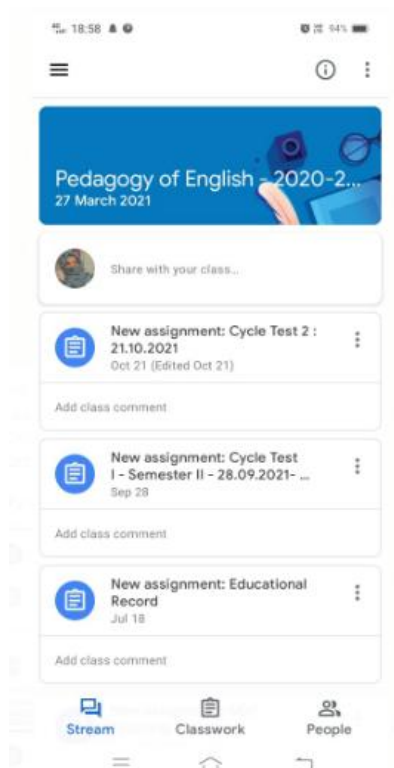 18:58
94%
Pedagogy of English - 2020-2...
27 March 2021
Share with your class...
New assignment: Cycle Test 2 :
21.10.2021
Oct 21 (Edited Oct 21)
Add class comment
New assignment: Cycle Test
I - Semester II - 28.09.2021- ...
Sep 28
Add class comment
New assignment: Educational
Record
Jul 18
Add class comment
Stream Classwork People